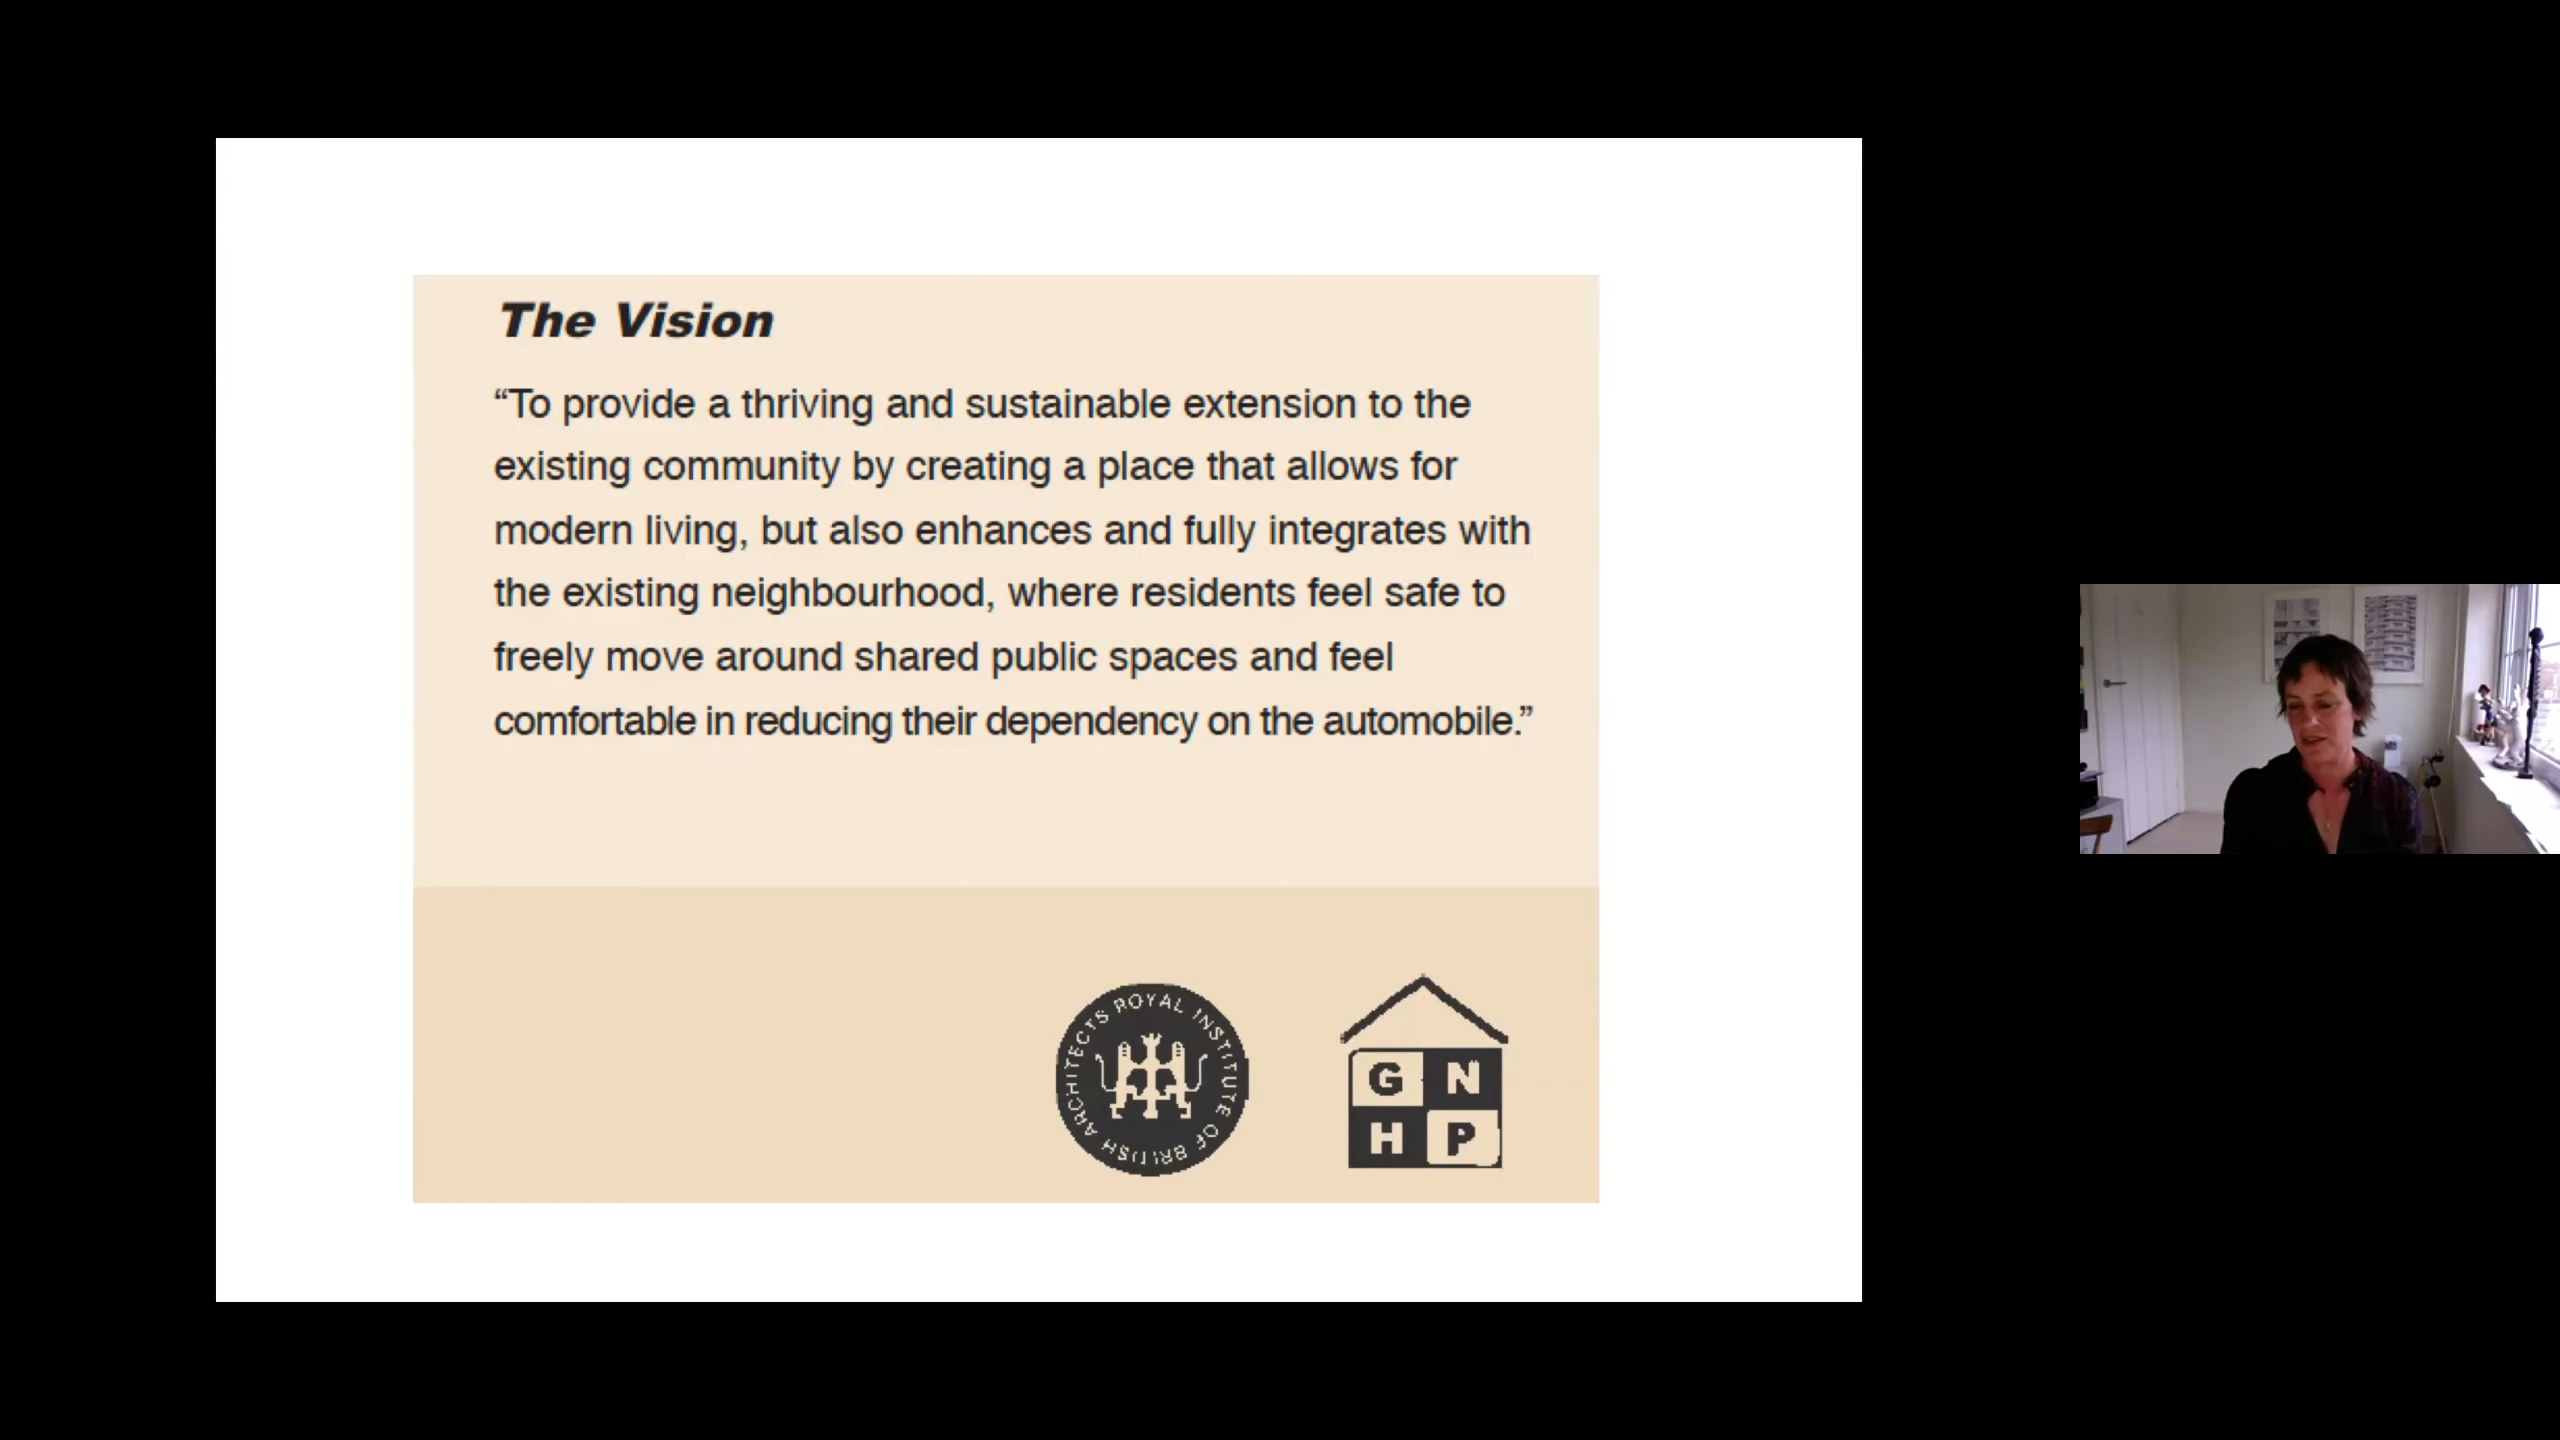 The Vision
“To provide a thriving and sustainable extension to the
existing community by creating a place that allows for
modern living, but also enhances and fully integrates with
the existing neighbourhood, where residents feel safe to
freely move around shared public spaces and feel
comfortable in reducing their dependency on the automobile.”
ROYAL INSTITUTE OF BRITISH ARCHITECTS
G N
H P